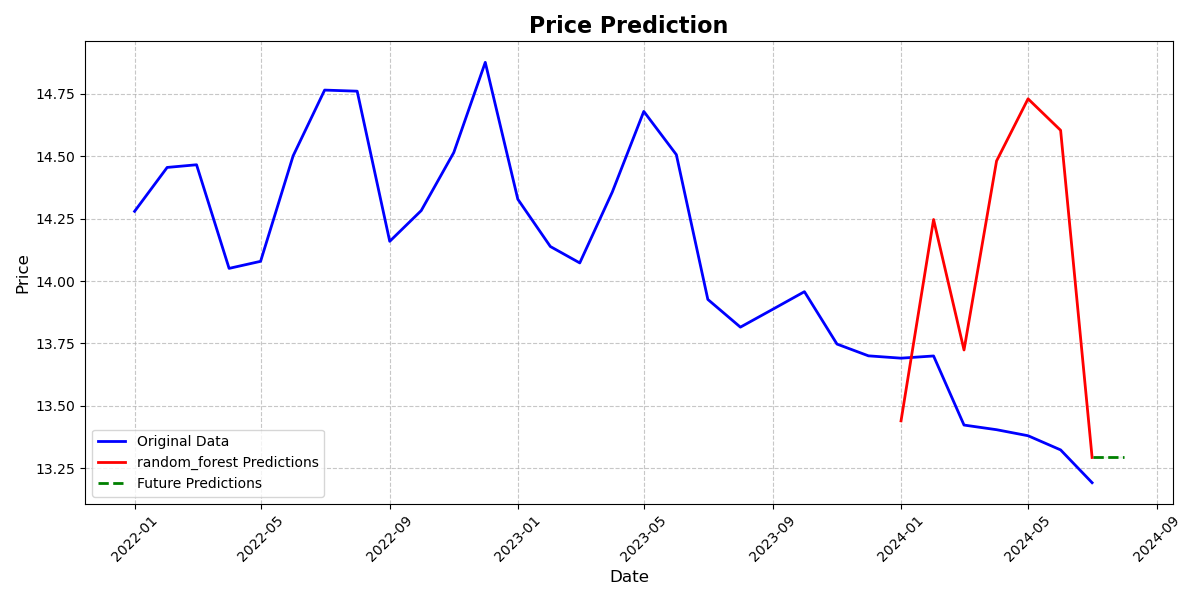 Price Prediction
Price
14.75
14.50
14.25
14.00
13.75
13.50
13.25
Original Data
random_forest Predictions
Future Predictions
2022-01
2022-05
2022-09
2023-01
2023-05
2023-09
2024-01
2024-05
2024-09
Date